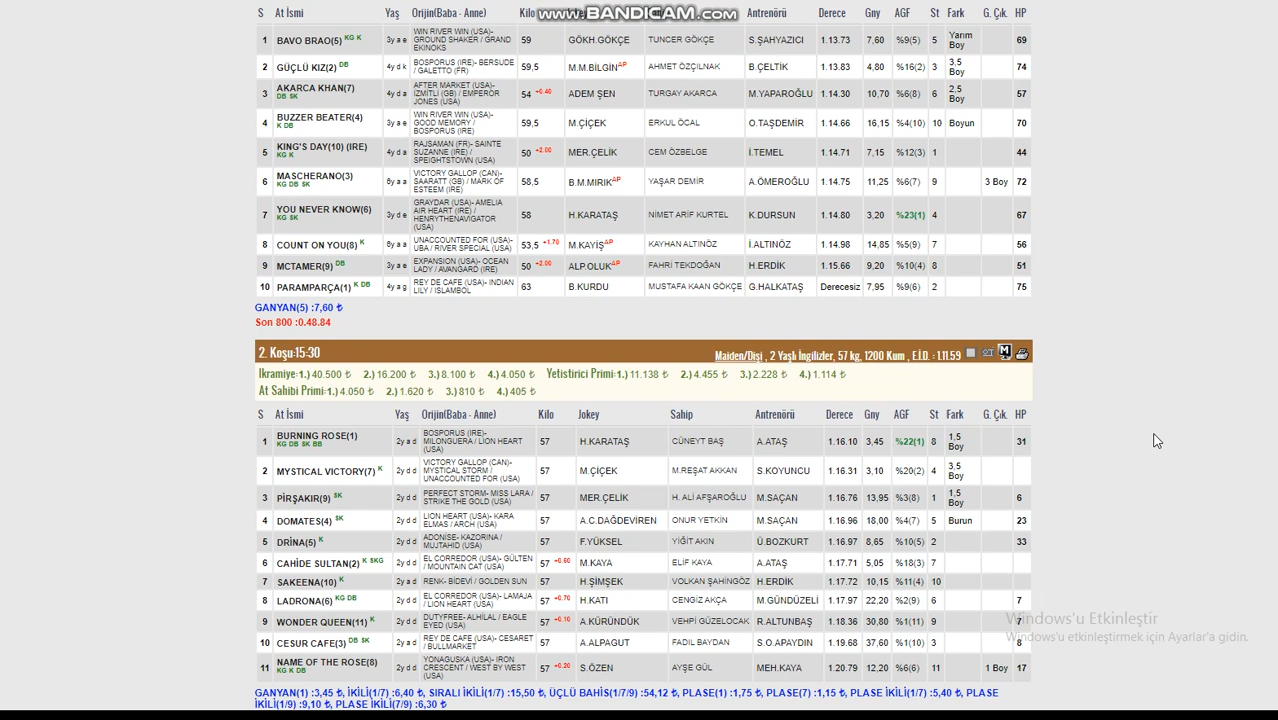 www.BANDICAM.com
S At İsmi Yaş Orijin(Baba - Anne) Kilo Antrenörü Derece Gny AGF St Fark G. Çık. HP
1 BAVO BRAO(5) KG K 3y a e WIN RIVER WIN (USA)- GROUND SHAKER / GRAND EKINOKS 59 GÖKH.GÖKÇE TUNCER GÖKÇE S.ŞAHYAZICI 1.13.73 7,60 %9(5) 5 Yarım Boy 69
2 GÜÇLÜ KIZ(2) DB 4y d k BOSPORUS (IRE)- BERSUDE / GALETTO (FR) 59,5 M.M.BİLGİN AP AHMET ÖZÇILNAK B.ÇELTİK 1.13.83 4,80 %16(2) 3 3,5 Boy 74
3 AKARCA KHAN(7) DB SK 4y d a AFTER MARKET (USA)- İZMİTLİ (GB) / EMPEROR JONES (USA) 54 +0.40 ADEM ŞEN TURGAY AKARCA M.YAPAROĞLU 1.14.30 10,70 %6(8) 6 2,5 Boy 57
4 BUZZER BEATER(4) K DB 3y a e WIN RIVER WIN (USA)- GOOD MEMORY / BOSPORUS (IRE) 59,5 M.ÇİÇEK ERKUL ÖCAL O.TAŞDEMİR 1.14.66 16,15 %4(10) 10 Boyun 70
5 KING'S DAY(10) (IRE) KG K 4y d a RAJSAMAN (FR)- SAINTE SUZANNE (IRE) / SPEIGHTSTOWN (USA) 50 +2.00 MER.ÇELİK CEM ÖZBELGE İ.TEMEL 1.14.71 7,15 %12(3) 1 44
6 MASCHERANO(3) KG DB SK 6y a a VICTORY GALLOP (CAN)- SAARATT (GB) / MARK OF ESTEEM (IRE) 58,5 B.M.MIRIK AP YAŞAR DEMİR A.ÖMEROĞLU 1.14.75 11,25 %6(7) 9 3 Boy 72
7 YOU NEVER KNOW(6) KG SK 3y d e GRAYDAR (USA)- AMELIA AIR HEART (IRE) / HENRYTHENAVIGATOR (USA) 58 H.KARATAŞ NİMET ARİF KURTEL K.DURSUN 1.14.80 3,20 %23(1) 4 67
8 COUNT ON YOU(8) K 8y a a UNACCOUNTED FOR (USA)- UBA / RIVER SPECIAL (USA) 53,5 +1.70 M.KAYİŞ AP KAYHAN ALTINÖZ İ.ALTINÖZ 1.14.98 14,85 %5(9) 7 56
9 MCTAMER(9) DB 3y a e EXPANSION (USA)- OCEAN LADY / AVANGARD (IRE) 50 +2.00 ALP.OLUK AP FAHRİ TEKDOĞAN H.ERDİK 1.15.66 9,20 %10(4) 8 51
10 PARAMPARÇA(1) K DB 4y a g REY DE CAFE (USA)- INDIAN LILY / ISLAMBOL 63 B.KURDU MUSTAFA KAAN GÖKÇE G.HALKATAŞ Derecesiz 7,95 %9(6) 2 75
GANYAN(5) :7,60 ₺
Son 800 :0.48.84
2. Koşu:15:30 Maiden/Dişi , 2 Yaşlı İngilizler, 57 kg, 1200 Kum , E.İ.D. : 1.11.59
İkramiye:1.) 40.500 ₺ 2.) 16.200 ₺ 3.) 8.100 ₺ 4.) 4.050 ₺ Yetistirici Primi:1.) 11.138 ₺ 2.) 4.455 ₺ 3.) 2.228 ₺ 4.) 1.114 ₺
At Sahibi Primi:1.) 4.050 ₺ 2.) 1.620 ₺ 3.) 810 ₺ 4.) 405 ₺
S At İsmi Yaş Orijin(Baba - Anne) Kilo Jokey Sahip Antrenörü Derece Gny AGF St Fark G. Çık. HP
1 BURNING ROSE(1) KG DB SK BB 2y a d BOSPORUS (IRE)- MILONGUERA / LION HEART (USA) 57 H.KARATAŞ CÜNEYT BAŞ A.ATAŞ 1.16.10 3,45 %22(1) 8 1,5 Boy 31
2 MYSTICAL VICTORY(7) K 2y d d VICTORY GALLOP (CAN)- MYSTICAL STORM / UNACCOUNTED FOR (USA) 57 M.ÇİÇEK M.REŞAT AKKAN S.KOYUNCU 1.16.31 3,10 %20(2) 4 3,5 Boy
3 PİRŞAKIR(9) SK 2y d d PERFECT STORM- MISS LARA / STRIKE THE GOLD (USA) 57 MER.ÇELİK H. ALİ AFŞAROĞLU M.SAÇAN 1.16.76 13,95 %3(8) 1 1,5 Boy 6
4 DOMATES(4) SK 2y d d LION HEART (USA)- KARA ELMAS / ARCH (USA) 57 A.C.DAĞDEVİREN ONUR YETKİN M.SAÇAN 1.16.96 18,00 %4(7) 5 Burun 23
5 DRİNA(5) K 2y d d ADONİSE- KAZORINA / MUJTAHID (USA) 57 F.YÜKSEL YİĞİT AKIN Ü.BOZKURT 1.16.97 8,65 %10(5) 2 33
6 CAHİDE SULTAN(2) K SKG 2y d d EL CORREDOR (USA)- GÜLTEN / MOUNTAIN CAT (USA) 57 +0.60 M.KAYA ELİF KAYA A.ATAŞ 1.17.71 5,05 %18(3) 7
7 SAKEENA(10) K 2y a d RENK- BİDEVİ / GOLDEN SUN 57 H.ŞİMŞEK VOLKAN ŞAHİNGÖZ H.ERDİK 1.17.72 10,15 %11(4) 10
8 LADRONA(6) KG DB 2y a d EL CORREDOR (USA)- LAMAJA / LION HEART (USA) 57 +0.70 H.KATI CENGİZ AKÇA M.GÜNDÜZELİ 1.17.97 22,20 %2(9) 6 7
9 WONDER QUEEN(11) K 2y d d DUTYFREE- ALHİLAL / EAGLE EYED (USA) 57 +0.10 A.KÜRÜNDÜK VEHPİ GÜZELOCAK R.ALTUNBAŞ 1.18.36 30,80 %1(11) 9 7
10 CESUR CAFE(3) DB SK 2y a d REY DE CAFE (USA)- CESARET / BULLMARKET 57 A.ALPAGUT FADIL BAYDAN S.O.APAYDIN 1.19.68 37,60 %1(10) 3 8
11 NAME OF THE ROSE(8) KG K DB 2y d d YONAGUSKA (USA)- IRON CRESCENT / WEST BY WEST (USA) 57 +0.20 S.ÖZEN AYŞE GÜL MEH.KAYA 1.20.79 12,20 %6(6) 11 1 Boy 17
GANYAN(1) :3,45 ₺, İKİLİ(1/7) :6,40 ₺, SIRALI İKİLİ(1/7) :15,50 ₺, ÜÇLÜ BAHİS(1/7/9) :54,12 ₺, PLASE(1) :1,75 ₺, PLASE(7) :1,15 ₺, PLASE İKİLİ(1/7) :5,40 ₺, PLASE
İKİLİ(1/9) :9,10 ₺, PLASE İKİLİ(7/9) :6,30 ₺
Windows'u Etkinleştir
Windows'u etkinleştirmek için Ayarlar'a gidin.